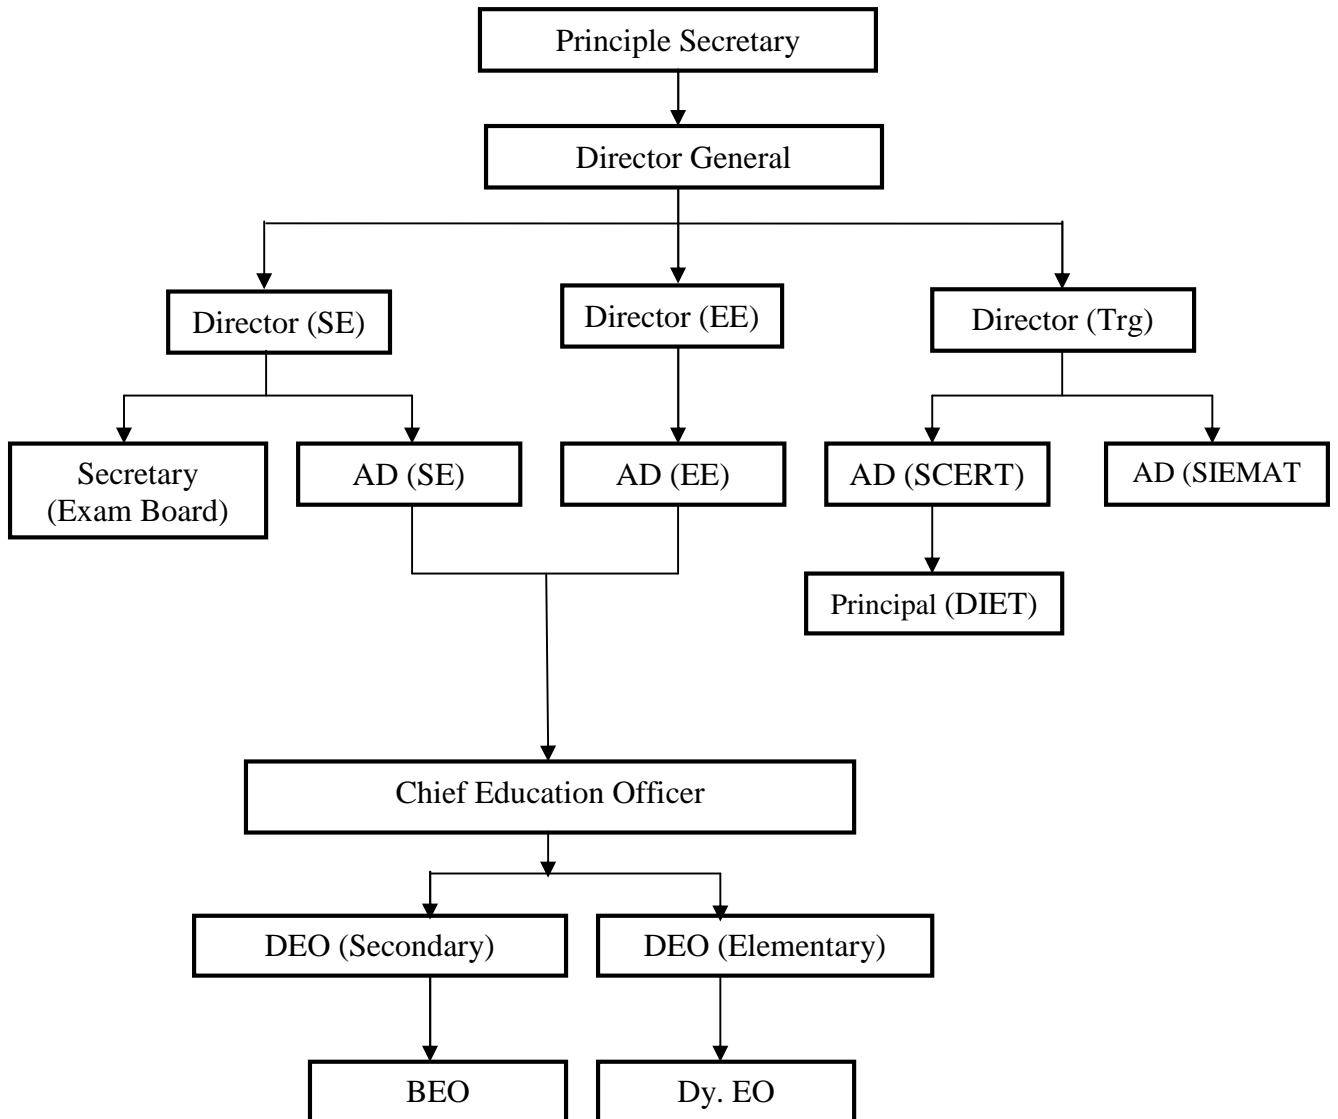 Principle Secretary
Director General
Director (SE)
Director (EE)
Director (Trg)
Secretary
(Exam Board)
AD (SE)
AD (EE)
AD (SCERT)
AD (SIEMAT
Principal (DIET)
Chief Education Officer
DEO (Secondary)
DEO (Elementary)
BEO
Dy. EO